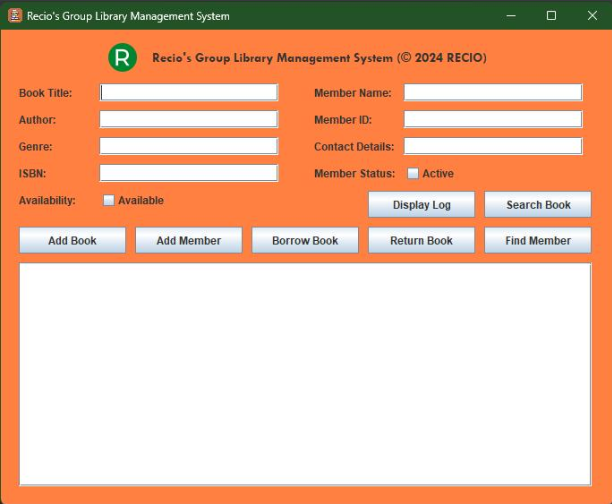 Recio's Group Library Management System
R Recio's Group Library Management System (© 2024 RECIO)
Book Title: Member Name:
Author: Member ID:
Genre: Contact Details:
ISBN: Member Status: Active
Availability: Available Display Log Search Book
Add Book Add Member Borrow Book Return Book Find Member